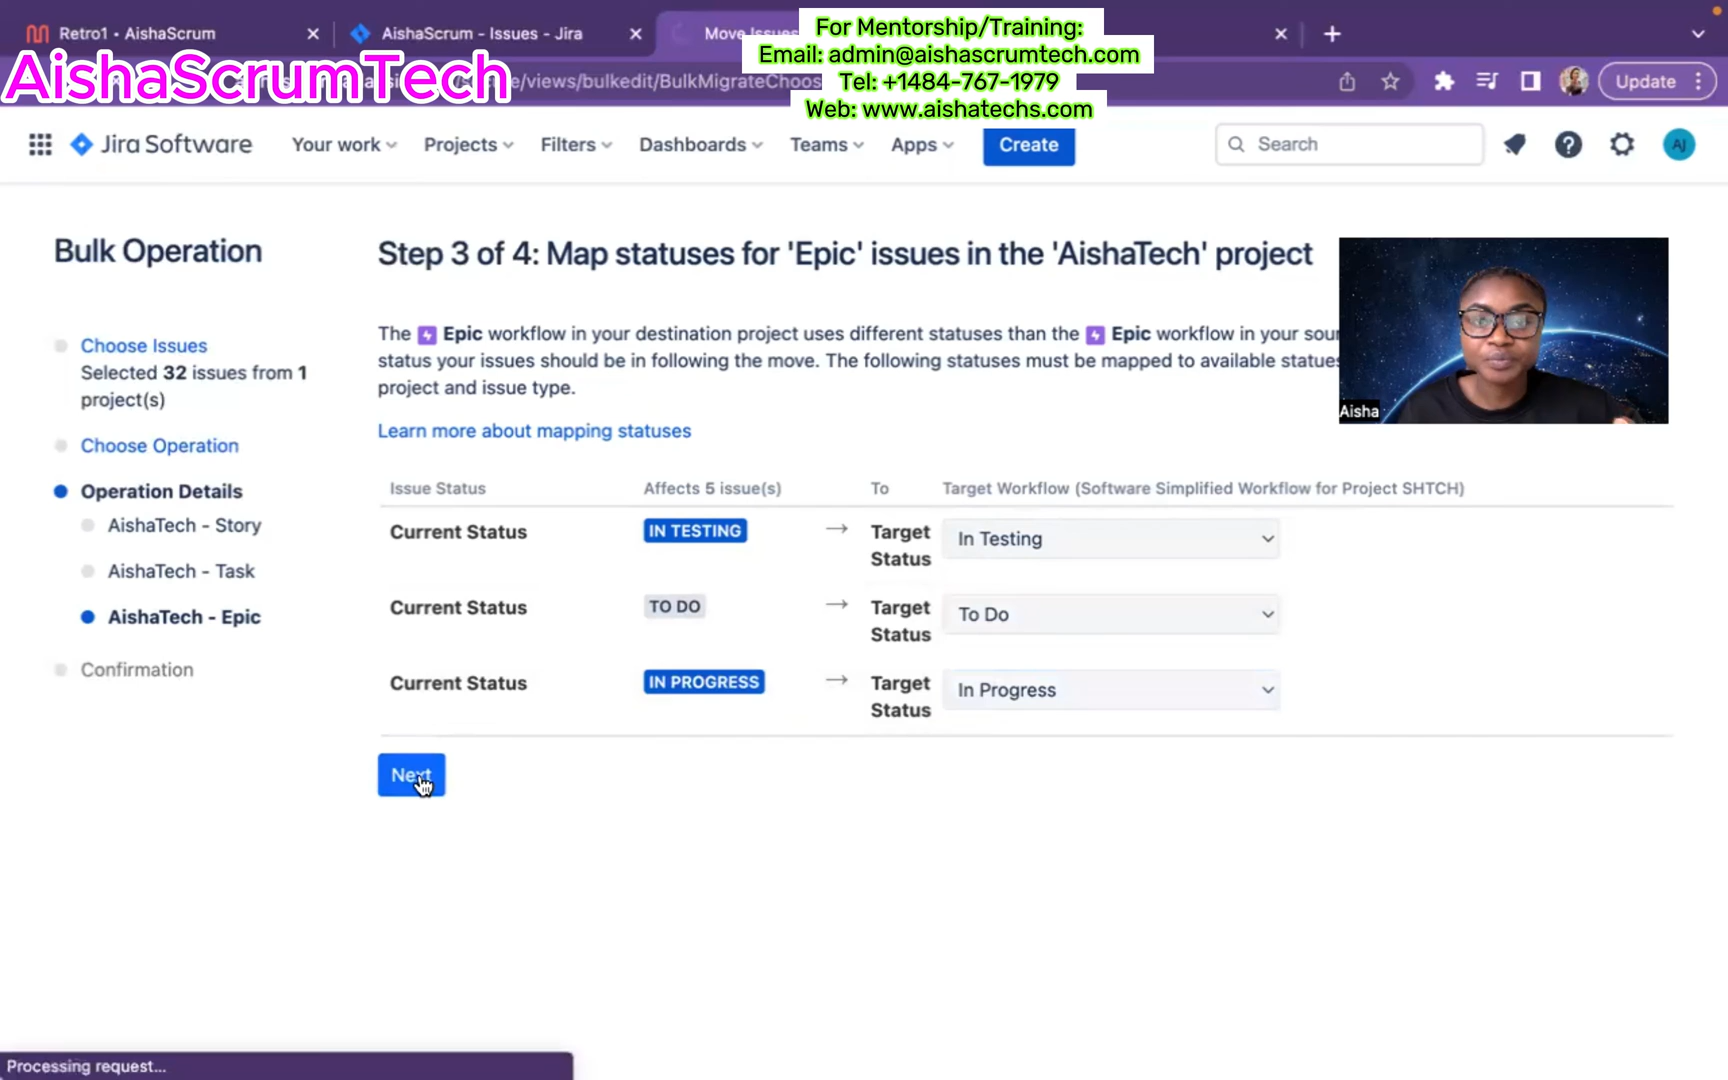 Retro1 • AishaScrum
AishaScrum - Issues - Jira
Move Issues
For Mentorship/Training:
Email: admin@aishascrumtech.com
Tel: +1484-767-1979
Web: www.aishatechs.com
AishaScrumTech
/views/bulkedit/BulkMigrateChoos
Update
Jira Software
Your work
Projects
Filters
Dashboards
Teams
Apps
Create
Search
AJ
Bulk Operation
Choose Issues
Selected 32 issues from 1
project(s)
Choose Operation
Operation Details
AishaTech - Story
AishaTech - Task
AishaTech - Epic
Confirmation
Step 3 of 4: Map statuses for 'Epic' issues in the 'AishaTech' project
The Epic workflow in your destination project uses different statuses than the Epic workflow in your sour
status your issues should be in following the move. The following statuses must be mapped to available statues
project and issue type.
Learn more about mapping statuses
Issue Status Affects 5 issue(s) To Target Workflow (Software Simplified Workflow for Project SHTCH)
Current Status IN TESTING → Target Status In Testing
Current Status TO DO → Target Status To Do
Current Status IN PROGRESS → Target Status In Progress
Next
Aisha
Processing request...